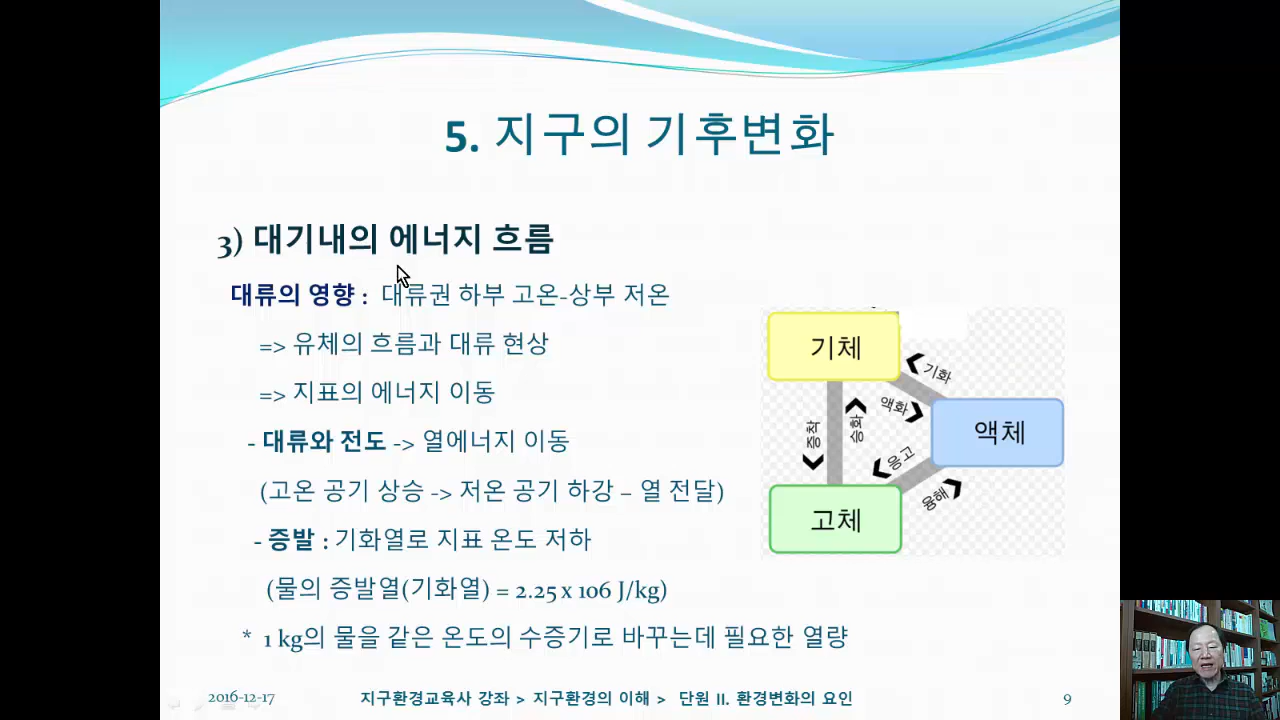 5. 지구의 기후변화
3) 대기내의 에너지 흐름
대류의 영향 : 대류권 하부 고온-상부 저온
=> 유체의 흐름과 대류 현상
=> 지표의 에너지 이동
- 대류와 전도 -> 열에너지 이동
(고온 공기 상승 -> 저온 공기 하강 – 열 전달)
- 증발 : 기화열로 지표 온도 저하
(물의 증발열(기화열) = 2.25 x 106 J/kg)
* 1 kg의 물을 같은 온도의 수증기로 바꾸는데 필요한 열량
기체
기화
액화
액체
증착
승화
응고
융해
고체
2016-12-17
지구환경교육사 강좌 > 지구환경의 이해 > 단원 II. 환경변화의 요인
9